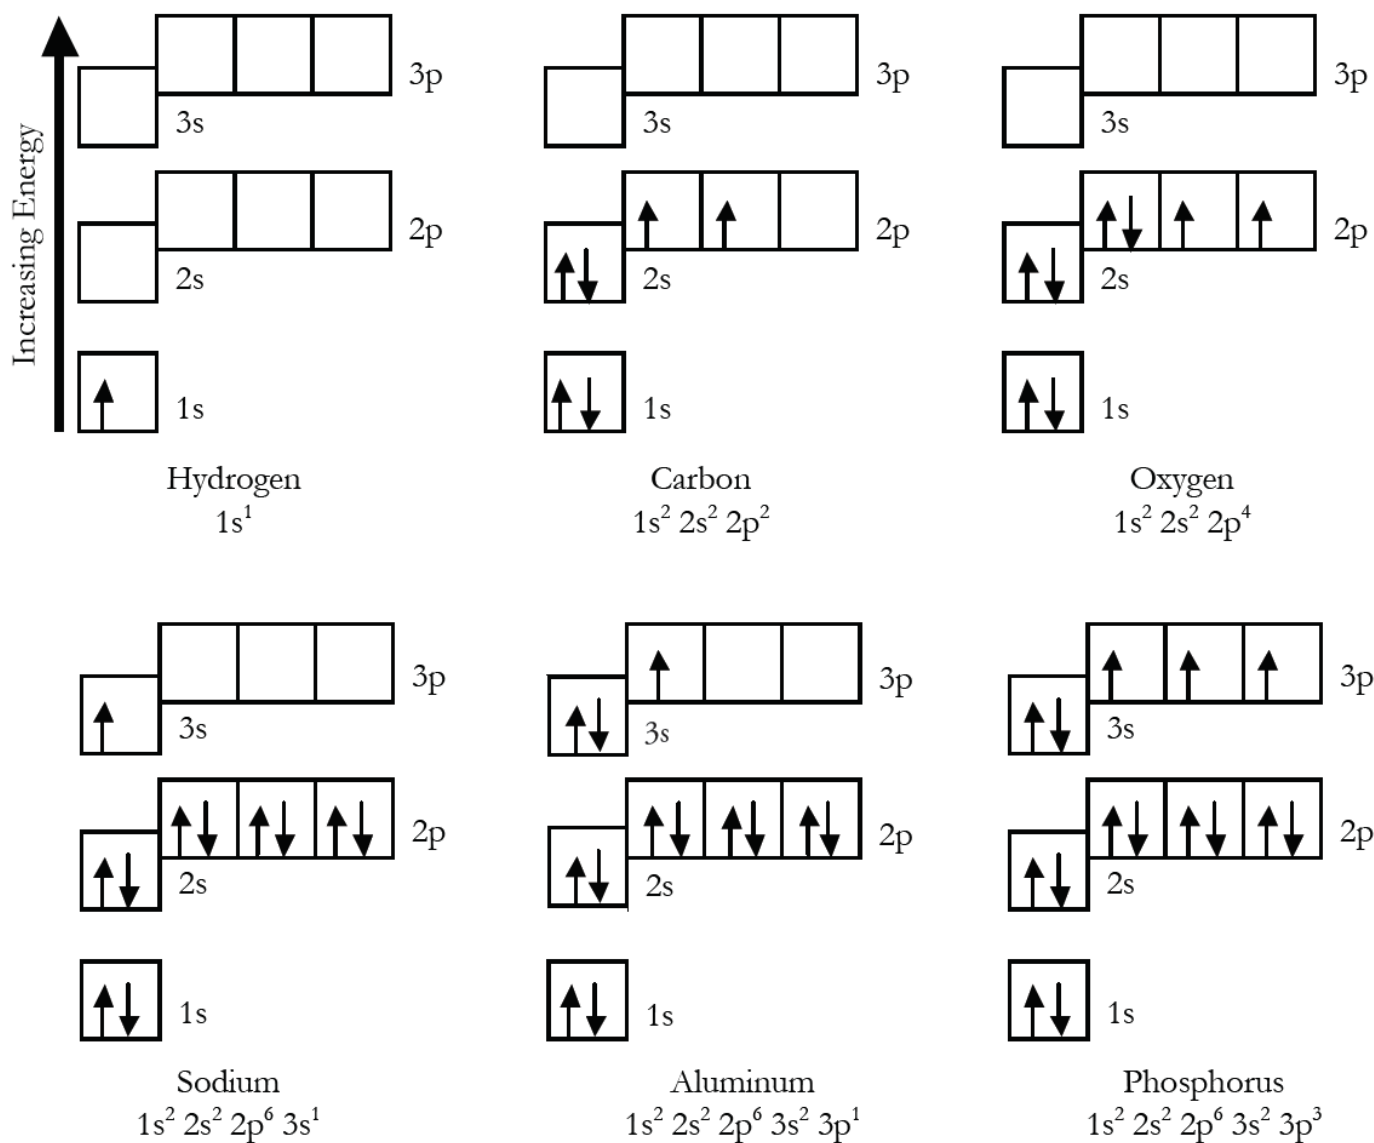 Increasing Energy
3p
3s
2p
2s
1s
Hydrogen
1s¹
3p
3s
2p
2s
1s
Carbon
1s² 2s² 2p²
3p
3s
2p
2s
1s
Oxygen
1s² 2s² 2p⁴
3p
3s
2p
2s
1s
Sodium
1s² 2s² 2p⁶ 3s¹
3p
3s
2p
2s
1s
Aluminum
1s² 2s² 2p⁶ 3s² 3p¹
3p
3s
2p
2s
1s
Phosphorus
1s² 2s² 2p⁶ 3s² 3p³